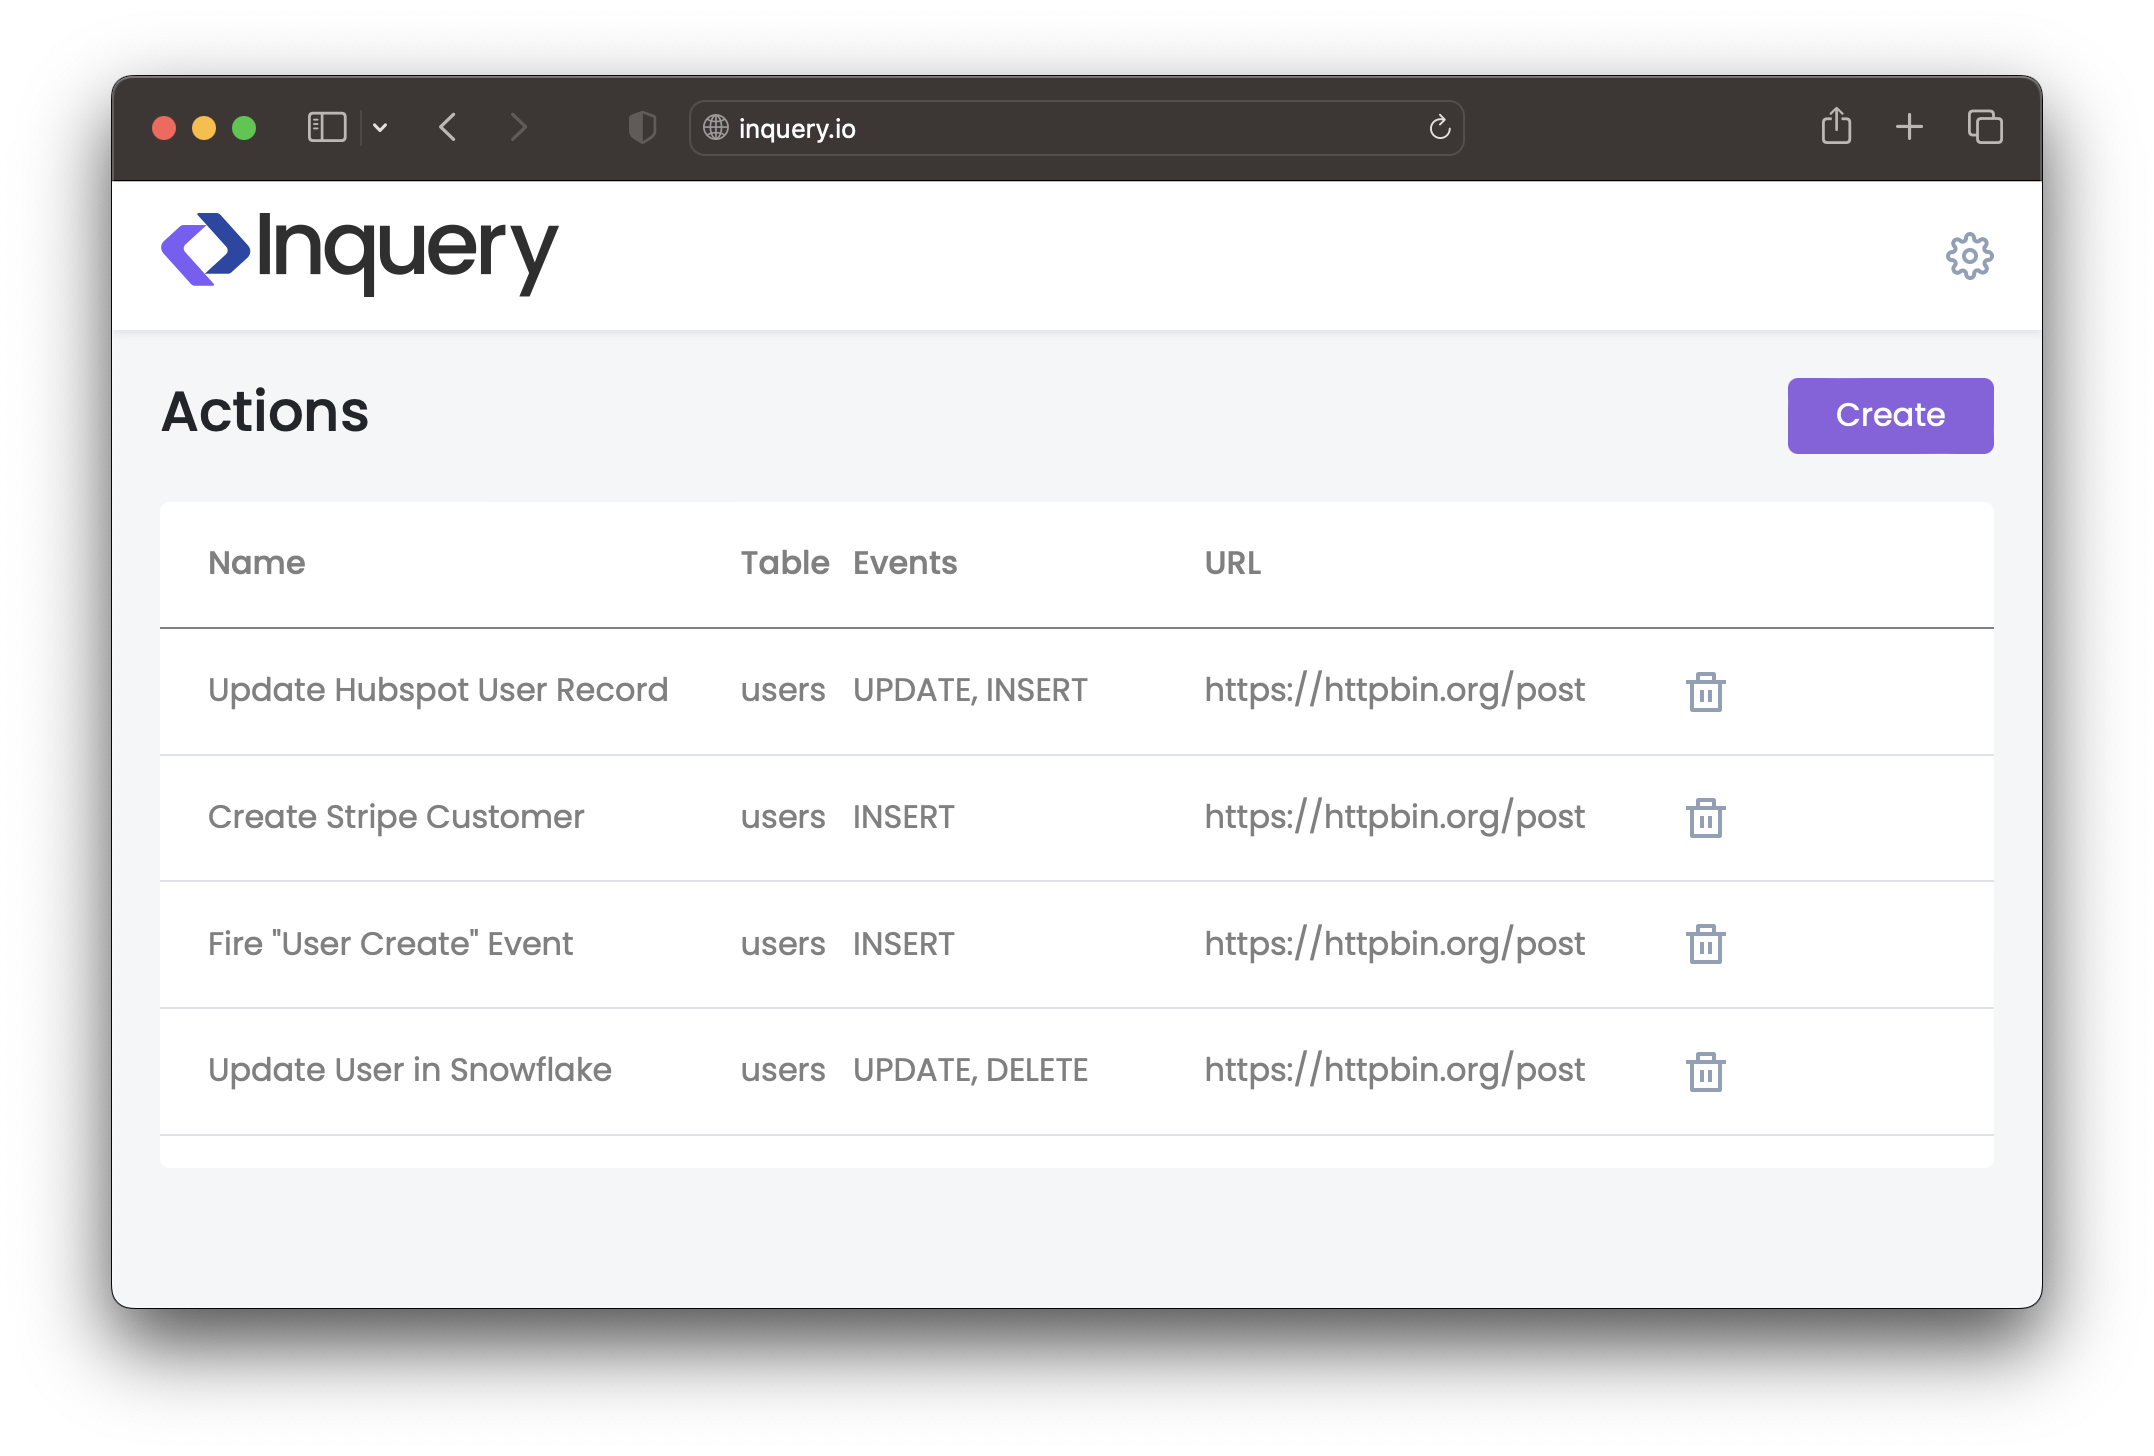 inquery.io
Inquery
Actions
Create
Name Table Events URL
Update Hubspot User Record users UPDATE, INSERT https://httpbin.org/post
Create Stripe Customer users INSERT https://httpbin.org/post
Fire "User Create" Event users INSERT https://httpbin.org/post
Update User in Snowflake users UPDATE, DELETE https://httpbin.org/post